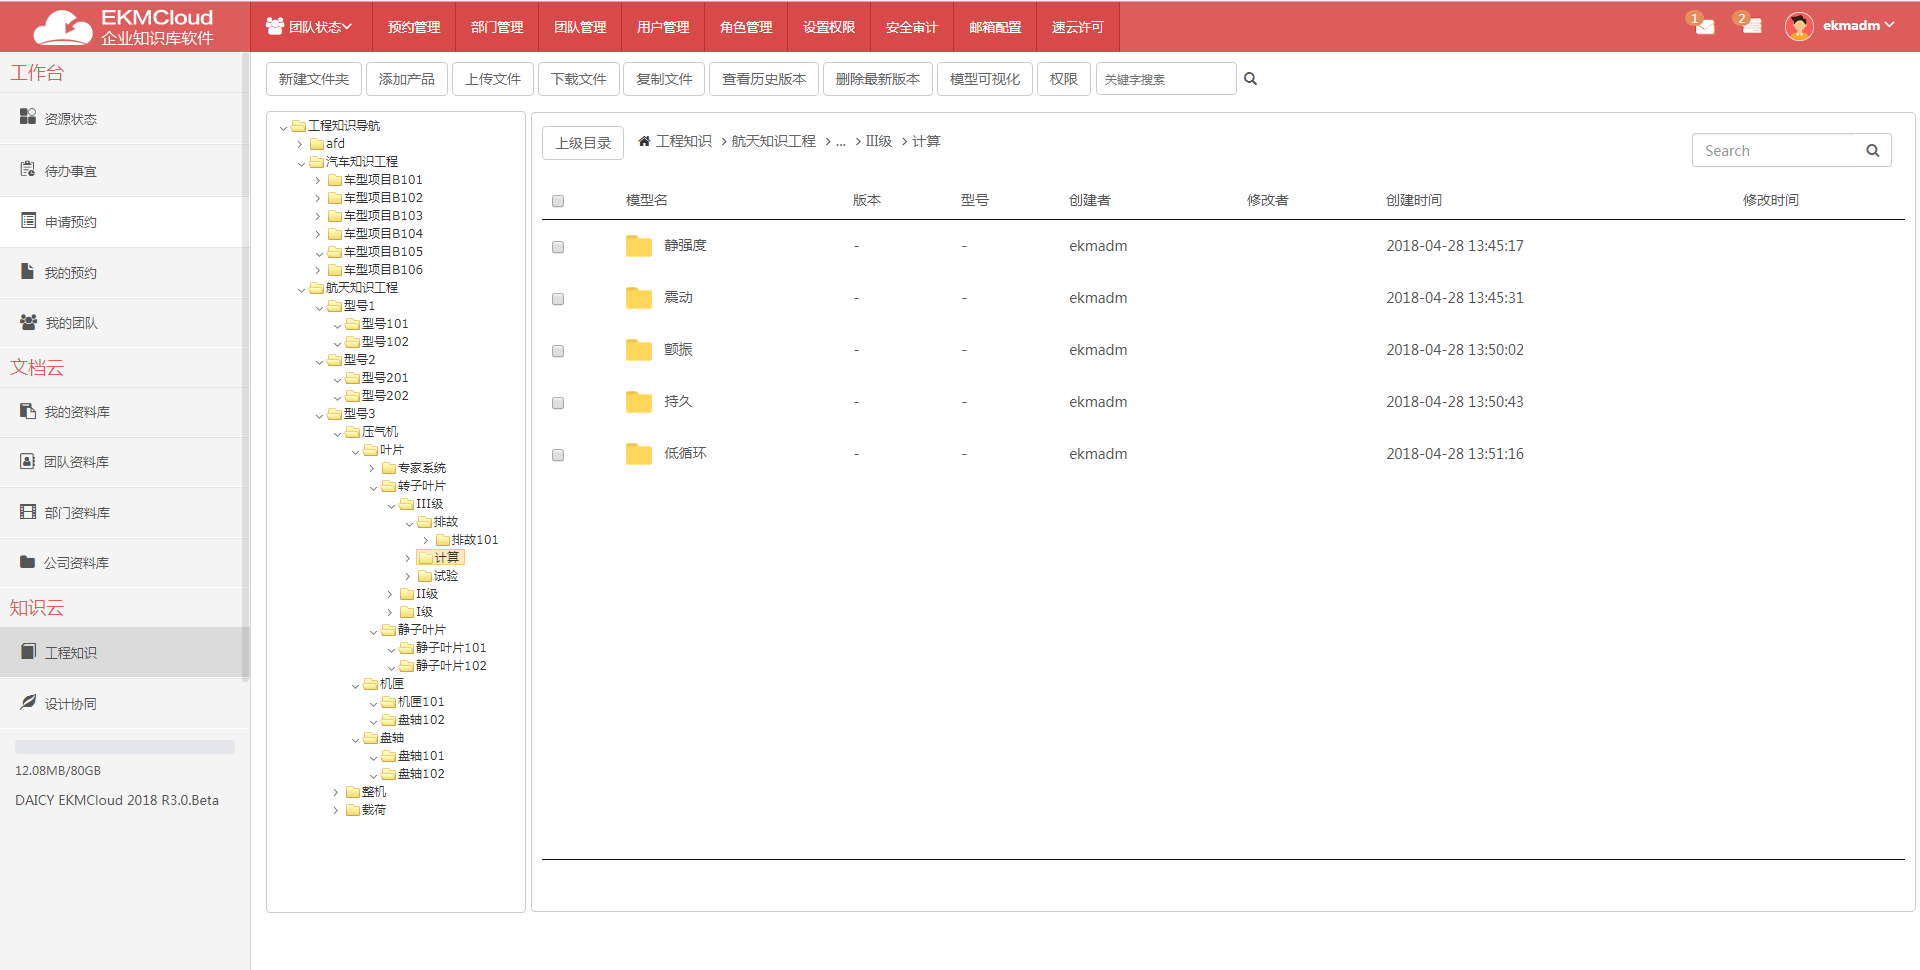 EKMCloud
企业知识库软件
团队状态 预约管理 部门管理 团队管理 用户管理 角色管理 设置权限 安全审计 邮箱配置 速云许可
1 2 ekmadm
工作台
资源状态
待办事宜
申请预约
我的预约
我的团队
文档云
我的资料库
团队资料库
部门资料库
公司资料库
知识云
工程知识
设计协同
12.08MB/80GB
DAICY EKMCloud 2018 R3.0.Beta
新建文件夹 添加产品 上传文件 下载文件 复制文件 查看历史版本 删除最新版本 模型可视化 权限 关键字搜索
工程知识导航
afd
汽车知识工程
车型项目B101
车型项目B102
车型项目B103
车型项目B104
车型项目B105
车型项目B106
航天知识工程
型号1
型号101
型号102
型号2
型号201
型号202
型号3
压气机
叶片
专家系统
转子叶片
III级
排故
排故101
计算
试验
II级
I级
静子叶片
静子叶片101
静子叶片102
机匣
机匣101
盘轴102
盘轴
盘轴101
盘轴102
整机
载荷
上级目录 工程知识 > 航天知识工程 > ... > III级 > 计算
Search
模型名 版本 型号 创建者 修改者 创建时间 修改时间
静强度 - - ekmadm 2018-04-28 13:45:17
震动 - - ekmadm 2018-04-28 13:45:31
颤振 - - ekmadm 2018-04-28 13:50:02
持久 - - ekmadm 2018-04-28 13:50:43
低循环 - - ekmadm 2018-04-28 13:51:16